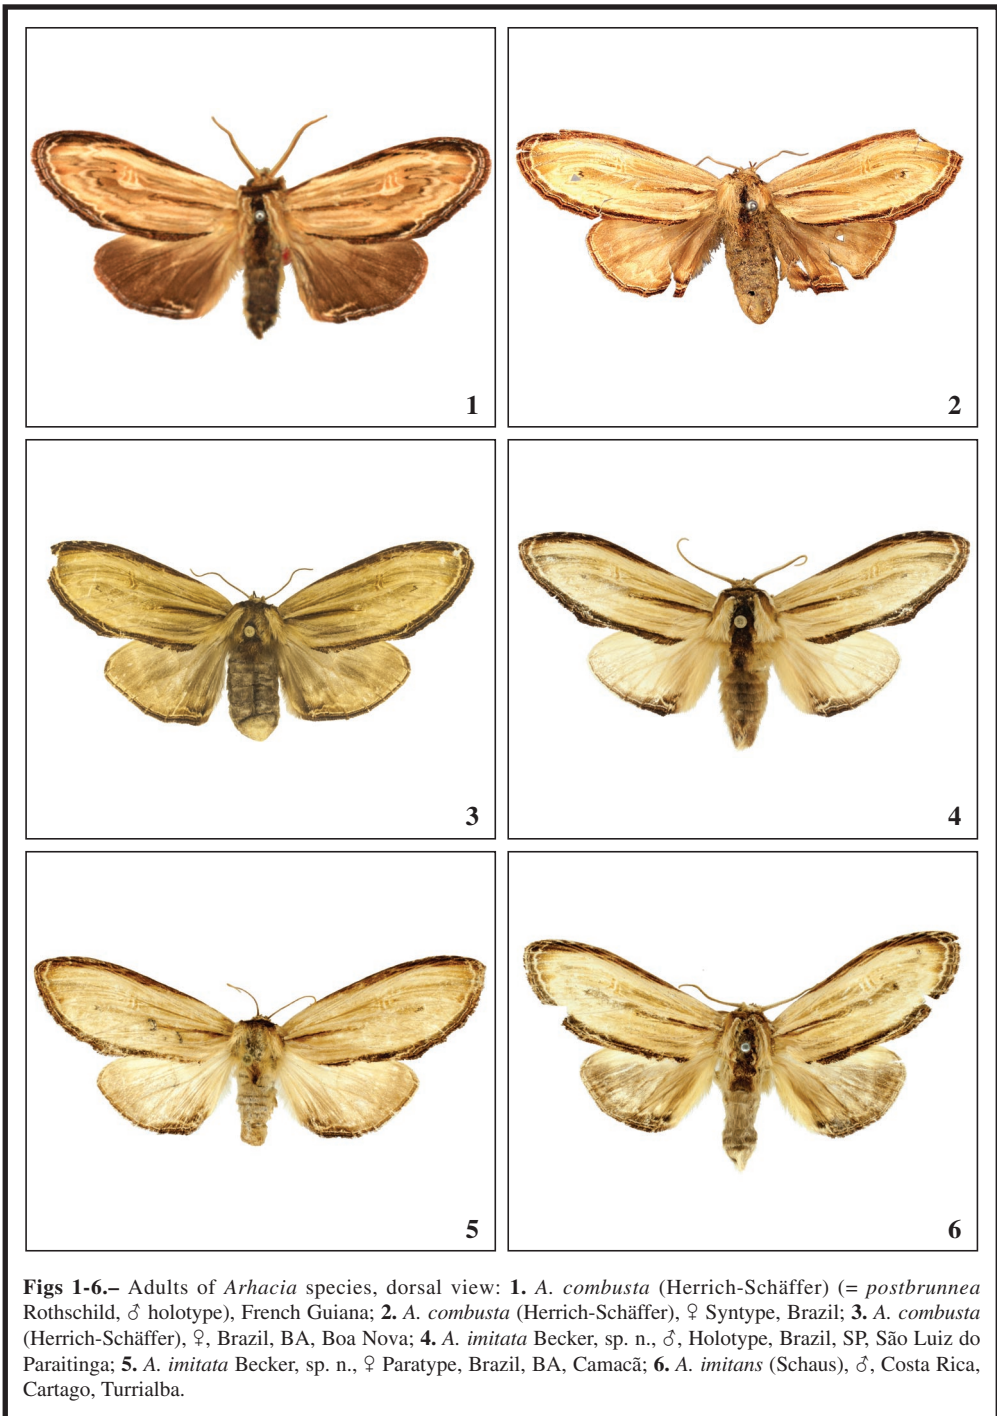 1
2
3
4
5
6
Figs 1-6.– Adults of Arhacia species, dorsal view: 1. A. combusta (Herrich-Schäffer) (= postbrunnea
Rothschild, ♂ holotype), French Guiana; 2. A. combusta (Herrich-Schäffer), ♀ Syntype, Brazil; 3. A. combusta
(Herrich-Schäffer), ♀, Brazil, BA, Boa Nova; 4. A. imitata Becker, sp. n., ♂, Holotype, Brazil, SP, São Luiz do
Paraitinga; 5. A. imitata Becker, sp. n., ♀ Paratype, Brazil, BA, Camacã; 6. A. imitans (Schaus), ♂, Costa Rica,
Cartago, Turrialba.